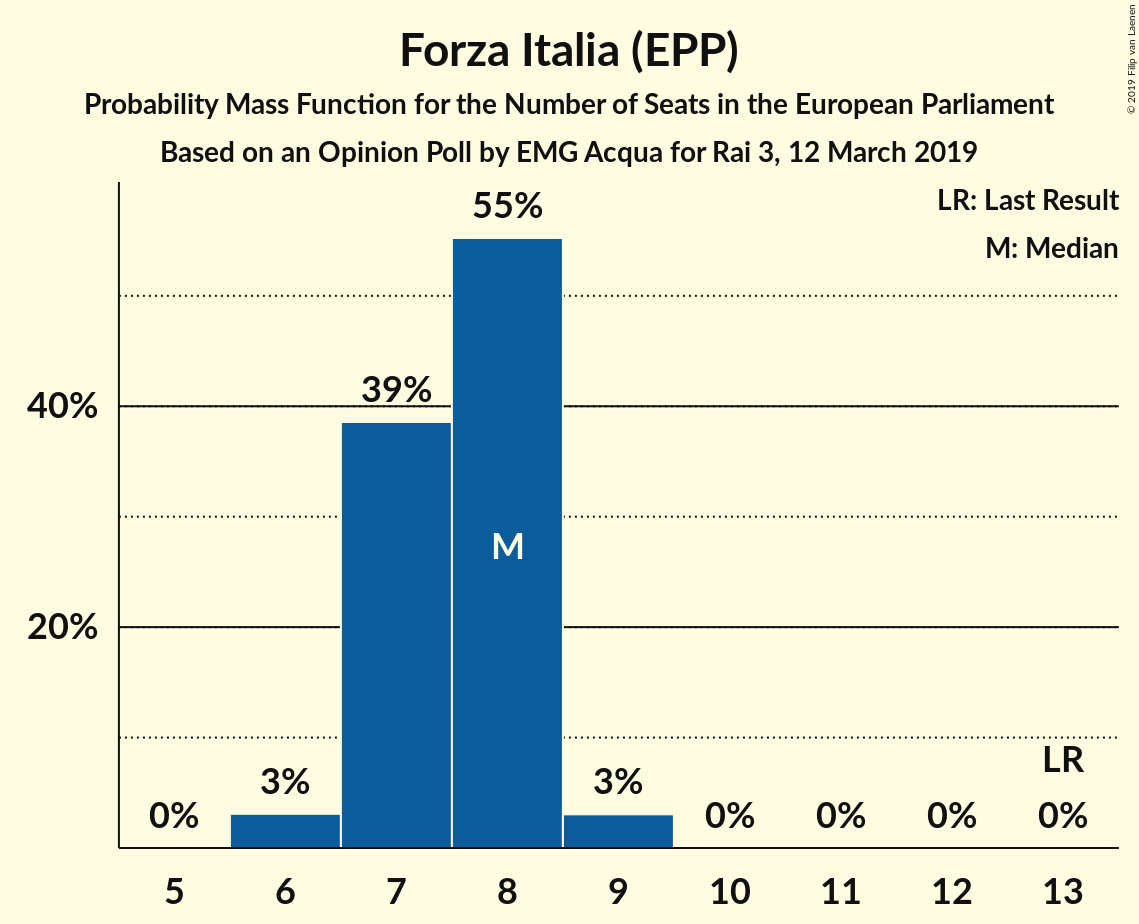 Forza Italia (EPP)
Probability Mass Function for the Number of Seats in the European Parliament
Based on an Opinion Poll by EMG Acqua for Rai 3, 12 March 2019
© 2019 Filip van Laenen
LR: Last Result
M: Median
55%
39%
40%
M
20%
LR
3%
3%
0%
0%
0%
0%
0%
5 6 7 8 9 10 11 12 13